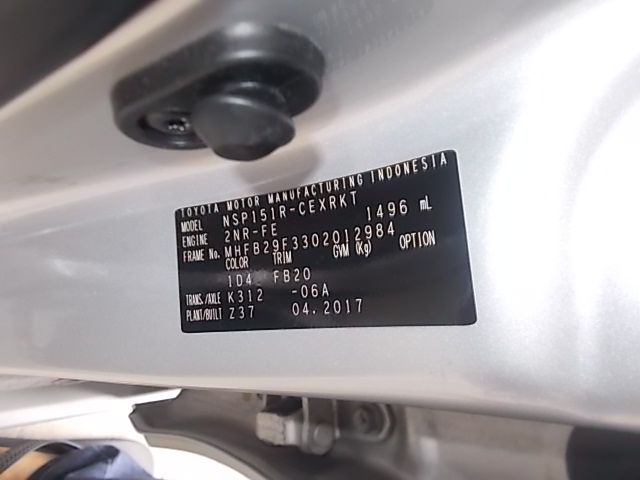 TOYOTA MOTOR MANUFACTURING INDONESIA
MODEL NSP151R-CEXRKT
ENGINE 2NR-FE 1496 mL
FRAME No. MHFB29F3302012984
COLOR TRIM GVM (Kg) OPTION
1D4 FB20
TRANS./AXLE K312 -06A
PLANT/BUILT Z37 04.2017